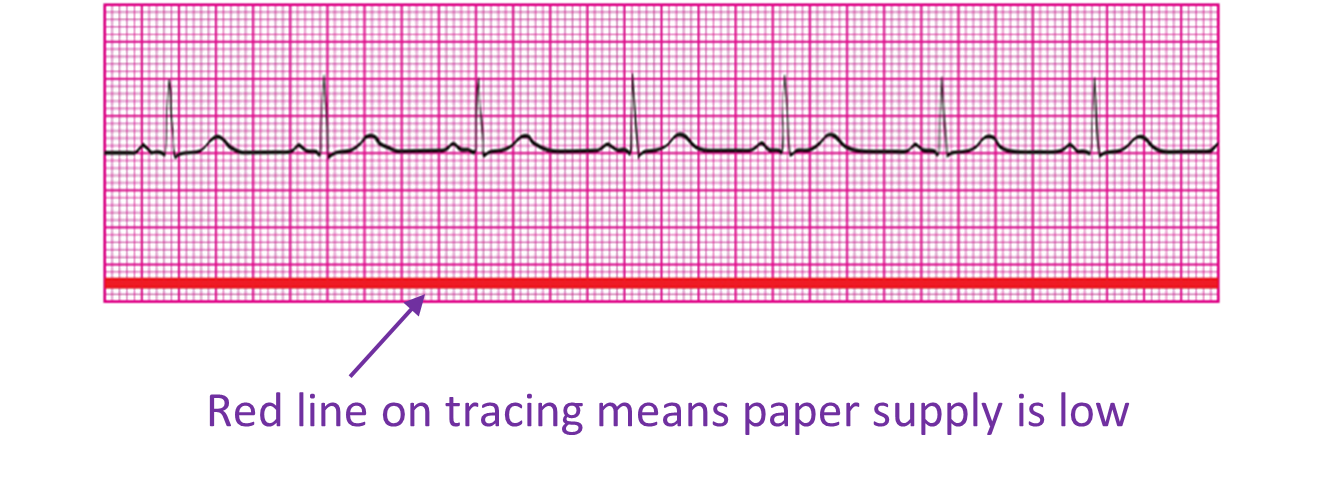 Red line on tracing means paper supply is low